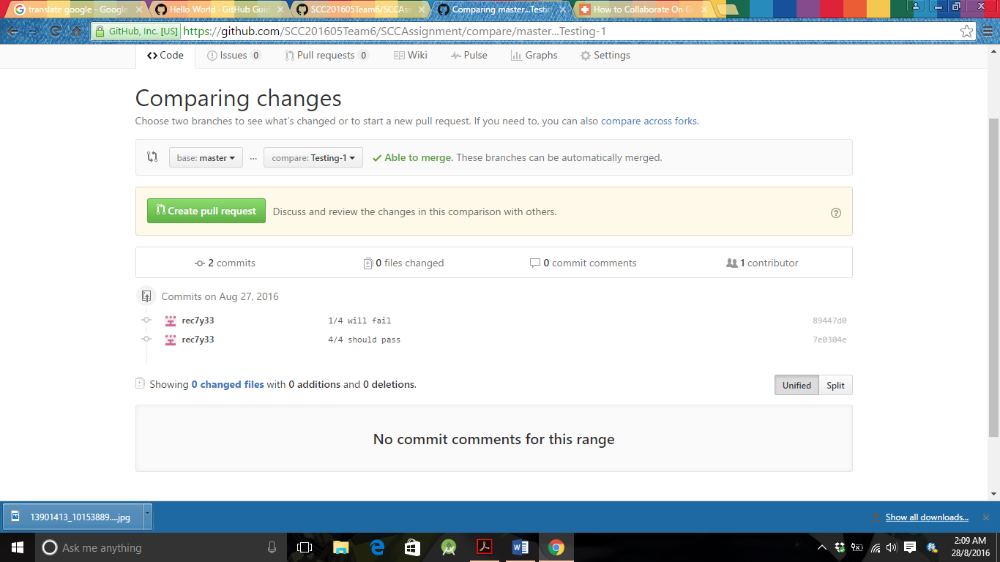 translate google - Google
Hello World · GitHub Guid
SCC201605Team6/SCCAss
Comparing master...Testin
How to Collaborate On Gi
GitHub, Inc. [US] https://github.com/SCC201605Team6/SCCAssignment/compare/master...Testing-1
Code
Issues 0
Pull requests 0
Wiki
Pulse
Graphs
Settings
Comparing changes
Choose two branches to see what's changed or to start a new pull request. If you need to, you can also compare across forks.
base: master ... compare: Testing-1 Able to merge. These branches can be automatically merged.
Create pull request Discuss and review the changes in this comparison with others.
2 commits
0 files changed
0 commit comments
1 contributor
Commits on Aug 27, 2016
rec7y33 1/4 will fail 89447d0
rec7y33 4/4 should pass 7e0304e
Showing 0 changed files with 0 additions and 0 deletions.
Unified Split
No commit comments for this range
13901413_10153889....jpg
Show all downloads...
Ask me anything
2:09 AM
28/8/2016